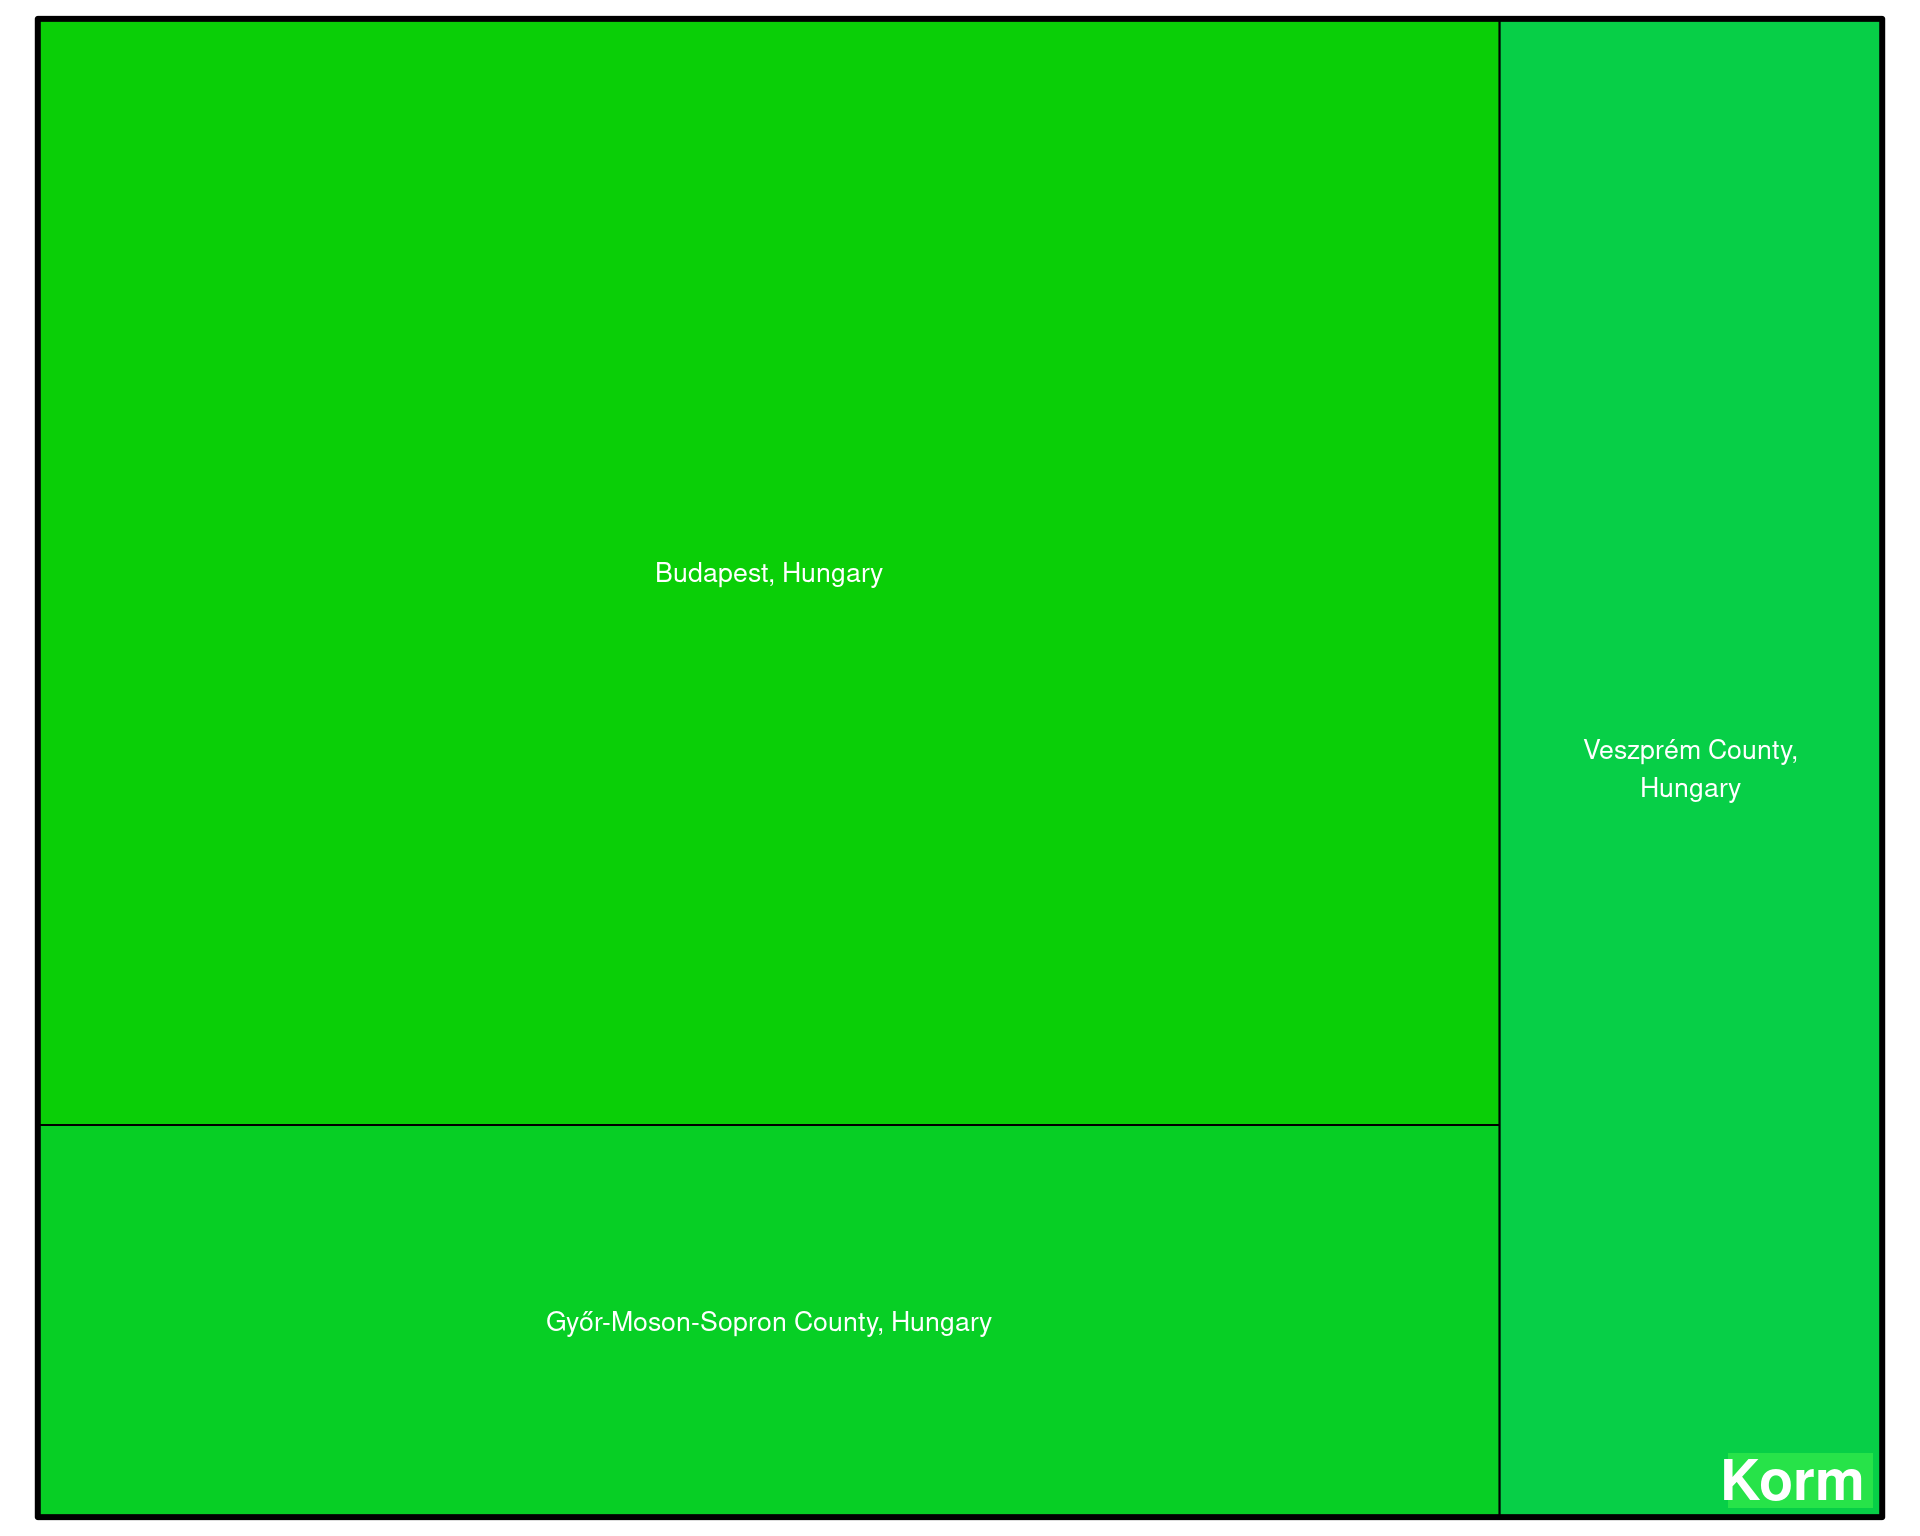 Budapest, Hungary
Veszprém County,
Hungary
Győr-Moson-Sopron County, Hungary
Korm